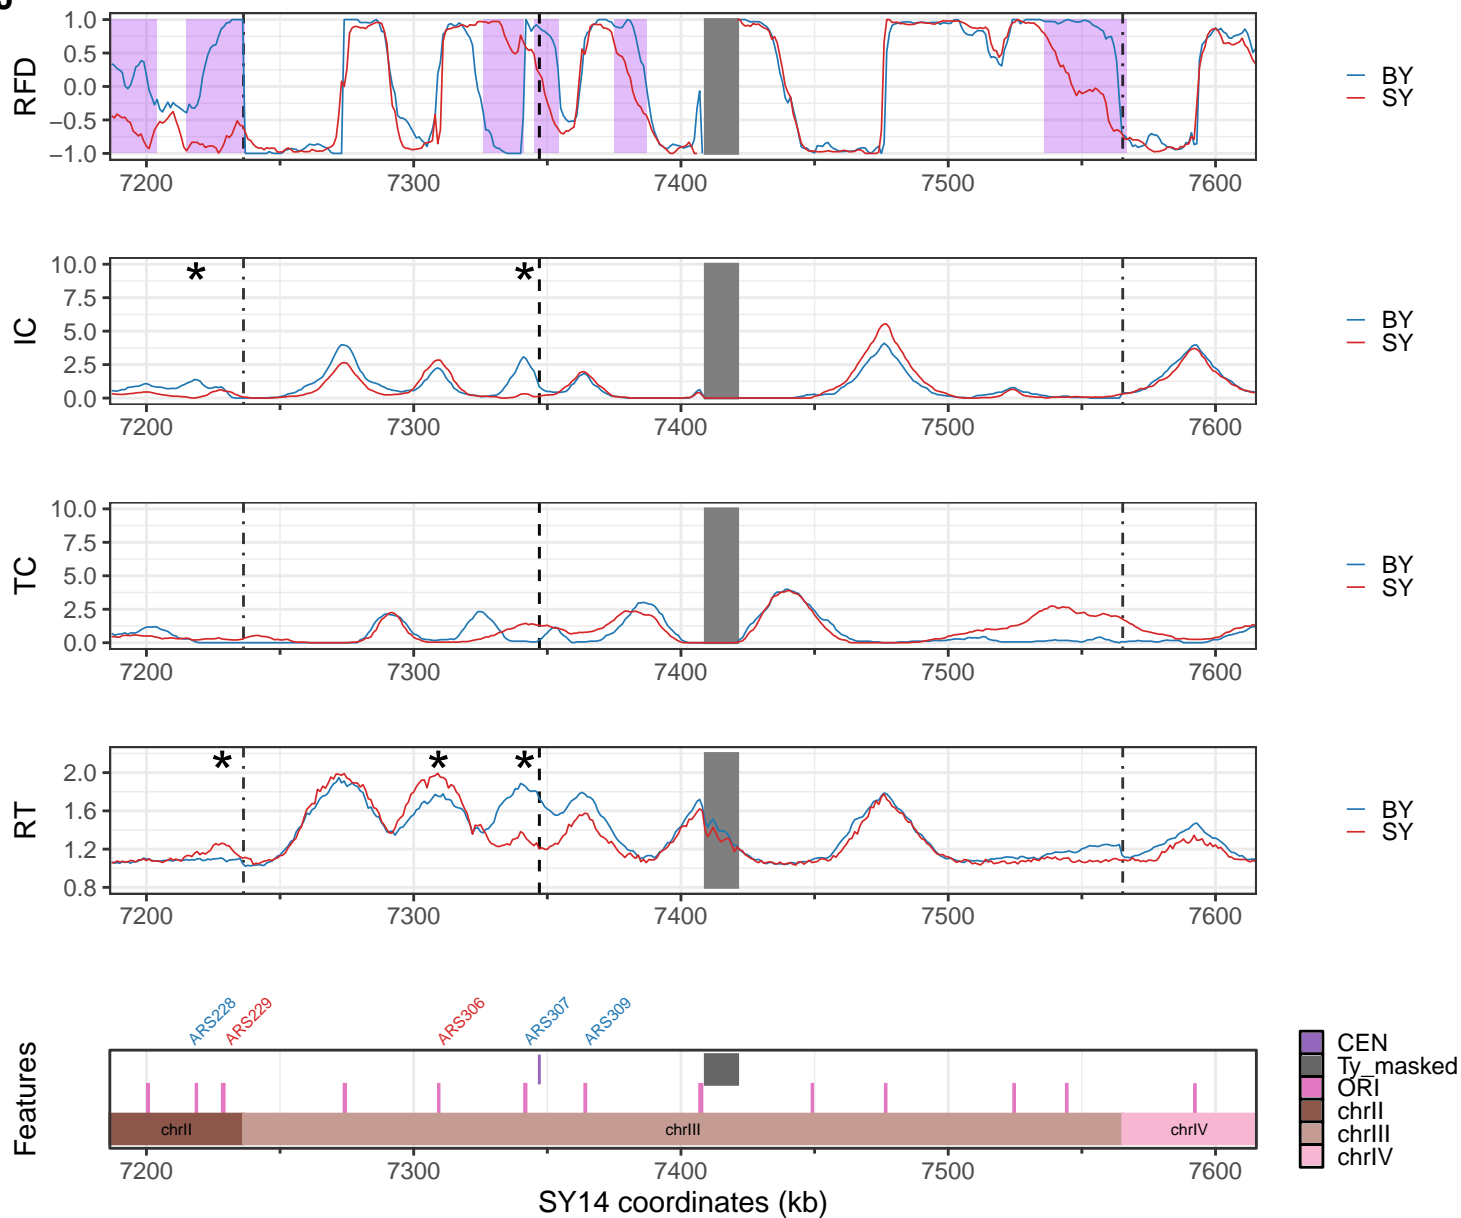 RFD
1.0
0.5
0.0
−0.5
−1.0
7200 7300 7400 7500 7600
BY
SY
IC
10.0
7.5
5.0
2.5
0.0
* *
7200 7300 7400 7500 7600
BY
SY
TC
10.0
7.5
5.0
2.5
0.0
7200 7300 7400 7500 7600
BY
SY
RT
2.0
1.6
1.2
0.8
* * *
7200 7300 7400 7500 7600
BY
SY
Features
ARS228 ARS229 ARS306 ARS307 ARS309
chrII chrIII chrIV
7200 7300 7400 7500 7600
SY14 coordinates (kb)
CEN
Ty_masked
ORI
chrII
chrIII
chrIV